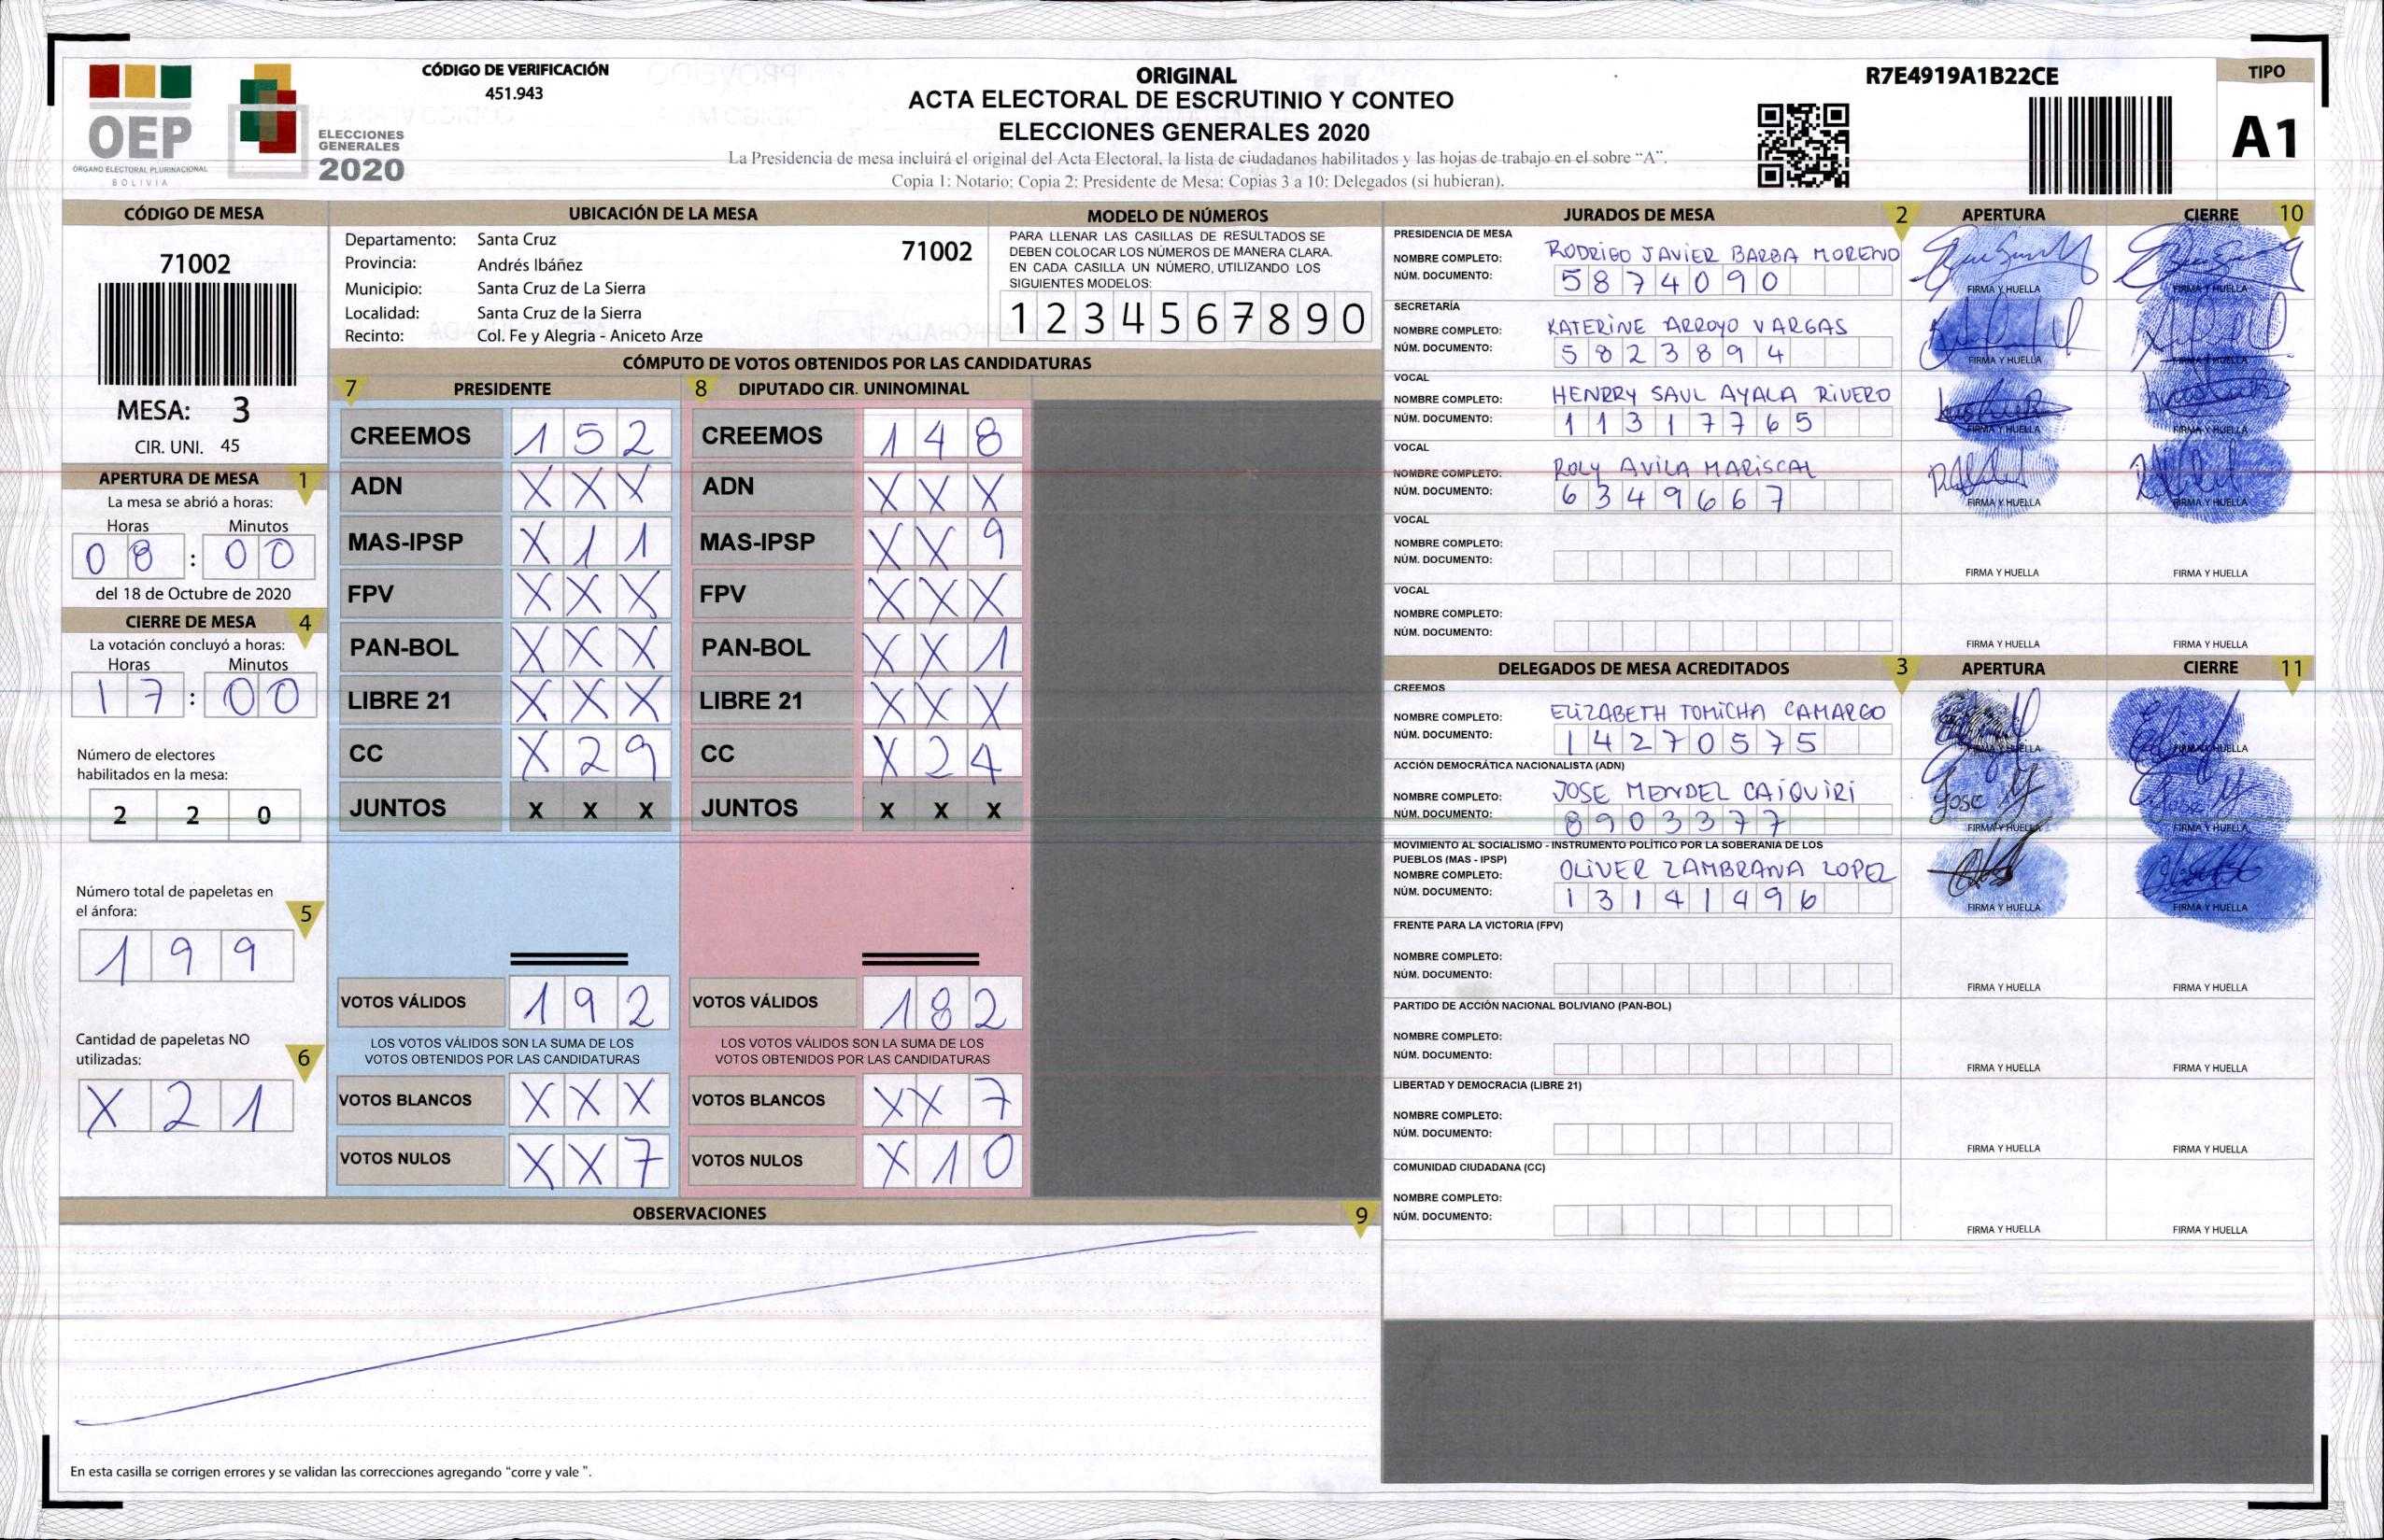 CÓDIGO DE VERIFICACIÓN
451.943
OEP
ÓRGANO ELECTORAL PLURINACIONAL
BOLIVIA
ELECCIONES
GENERALES
2020
ORIGINAL
ACTA ELECTORAL DE ESCRUTINIO Y CONTEO
ELECCIONES GENERALES 2020
La Presidencia de mesa incluirá el original del Acta Electoral, la lista de ciudadanos habilitados y las hojas de trabajo en el sobre "A".
Copia 1: Notario; Copia 2: Presidente de Mesa; Copias 3 a 10: Delegados (si hubieran).
R7E4919A1B22CE
TIPO
A1
CÓDIGO DE MESA
71002
MESA: 3
CIR. UNI. 45
APERTURA DE MESA 1
La mesa se abrió a horas:
Horas Minutos
08 : 00
del 18 de Octubre de 2020
CIERRE DE MESA 4
La votación concluyó a horas:
Horas Minutos
17 : 00
Número de electores
habilitados en la mesa:
2 2 0
Número total de papeletas en
el ánfora: 5
1 9 9
Cantidad de papeletas NO
utilizadas: 6
X 2 1
UBICACIÓN DE LA MESA
Departamento: Santa Cruz 71002
Provincia: Andrés Ibáñez
Municipio: Santa Cruz de La Sierra
Localidad: Santa Cruz de la Sierra
Recinto: Col. Fe y Alegria - Aniceto Arze
MODELO DE NÚMEROS
PARA LLENAR LAS CASILLAS DE RESULTADOS SE
DEBEN COLOCAR LOS NÚMEROS DE MANERA CLARA.
EN CADA CASILLA UN NÚMERO, UTILIZANDO LOS
SIGUIENTES MODELOS:
1 2 3 4 5 6 7 8 9 0
CÓMPUTO DE VOTOS OBTENIDOS POR LAS CANDIDATURAS
7 PRESIDENTE
CREEMOS 1 5 2
ADN X X X
MAS-IPSP X 1 1
FPV X X X
PAN-BOL X X X
LIBRE 21 X X X
CC X 2 9
JUNTOS X X X
VOTOS VÁLIDOS 1 9 2
LOS VOTOS VÁLIDOS SON LA SUMA DE LOS
VOTOS OBTENIDOS POR LAS CANDIDATURAS
VOTOS BLANCOS X X X
VOTOS NULOS X X 7
8 DIPUTADO CIR. UNINOMINAL
CREEMOS 1 4 8
ADN X X X
MAS-IPSP X X 9
FPV X X X
PAN-BOL X X 1
LIBRE 21 X X X
CC X 2 4
JUNTOS X X X
VOTOS VÁLIDOS 1 8 2
LOS VOTOS VÁLIDOS SON LA SUMA DE LOS
VOTOS OBTENIDOS POR LAS CANDIDATURAS
VOTOS BLANCOS X X 7
VOTOS NULOS X 1 0
OBSERVACIONES 9
En esta casilla se corrigen errores y se validan las correcciones agregando "corre y vale ".
JURADOS DE MESA 2 APERTURA CIERRE 10
PRESIDENCIA DE MESA
NOMBRE COMPLETO: RODRIGO JAVIER BARBA MORENO
NÚM. DOCUMENTO: 5874090
FIRMA Y HUELLA FIRMA Y HUELLA
SECRETARÍA
NOMBRE COMPLETO: KATERINE ARROYO VARGAS
NÚM. DOCUMENTO: 5823894
FIRMA Y HUELLA FIRMA Y HUELLA
VOCAL
NOMBRE COMPLETO: HENRRY SAUL AYALA RIVERO
NÚM. DOCUMENTO: 11317765
FIRMA Y HUELLA FIRMA Y HUELLA
VOCAL
NOMBRE COMPLETO: ROLY AVILA MARISCAL
NÚM. DOCUMENTO: 6349667
FIRMA Y HUELLA FIRMA Y HUELLA
VOCAL
NOMBRE COMPLETO:
NÚM. DOCUMENTO:
FIRMA Y HUELLA FIRMA Y HUELLA
VOCAL
NOMBRE COMPLETO:
NÚM. DOCUMENTO:
FIRMA Y HUELLA FIRMA Y HUELLA
DELEGADOS DE MESA ACREDITADOS 3 APERTURA CIERRE 11
CREEMOS
NOMBRE COMPLETO: ELIZABETH TOMICHA CAMARGO
NÚM. DOCUMENTO: 14270575
FIRMA Y HUELLA FIRMA Y HUELLA
ACCIÓN DEMOCRÁTICA NACIONALISTA (ADN)
NOMBRE COMPLETO: JOSE MENDEL CAIQUIRI
NÚM. DOCUMENTO: 8903377
FIRMA Y HUELLA FIRMA Y HUELLA
MOVIMIENTO AL SOCIALISMO - INSTRUMENTO POLÍTICO POR LA SOBERANIA DE LOS
PUEBLOS (MAS - IPSP)
NOMBRE COMPLETO: OLIVER ZAMBRANA LOPEZ
NÚM. DOCUMENTO: 13141496
FIRMA Y HUELLA FIRMA Y HUELLA
FRENTE PARA LA VICTORIA (FPV)
NOMBRE COMPLETO:
NÚM. DOCUMENTO:
FIRMA Y HUELLA FIRMA Y HUELLA
PARTIDO DE ACCIÓN NACIONAL BOLIVIANO (PAN-BOL)
NOMBRE COMPLETO:
NÚM. DOCUMENTO:
FIRMA Y HUELLA FIRMA Y HUELLA
LIBERTAD Y DEMOCRACIA (LIBRE 21)
NOMBRE COMPLETO:
NÚM. DOCUMENTO:
FIRMA Y HUELLA FIRMA Y HUELLA
COMUNIDAD CIUDADANA (CC)
NOMBRE COMPLETO:
NÚM. DOCUMENTO:
FIRMA Y HUELLA FIRMA Y HUELLA